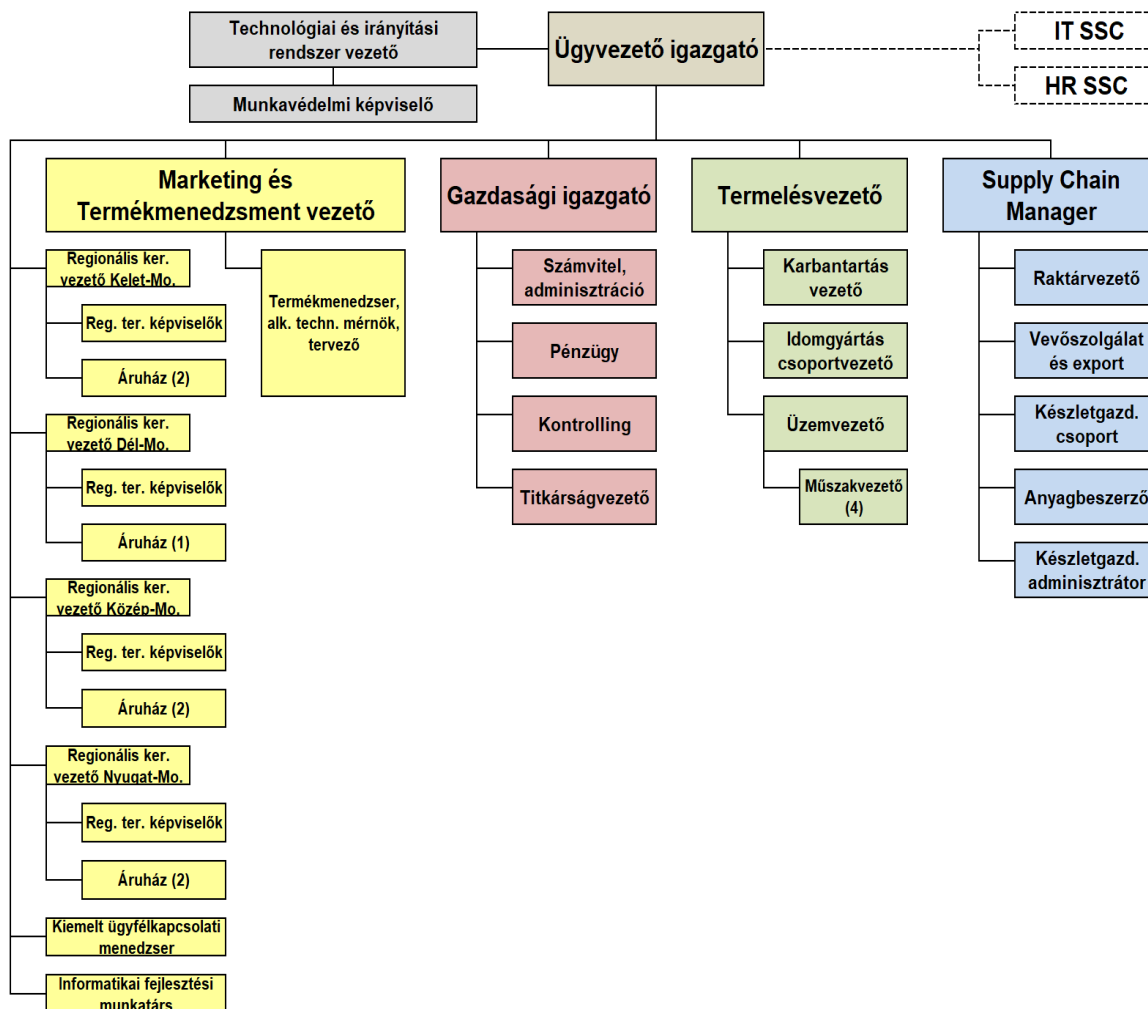 Technológiai és irányítási
rendszer vezető
Ügyvezető igazgató
IT SSC
HR SSC
Munkavédelmi képviselő
Marketing és
Termékmenedzsment vezető
Gazdasági igazgató
Termelésvezető
Supply Chain
Manager
Regionális ker.
vezető Kelet-Mo.
Reg. ter. képviselők
Áruház (2)
Termékmenedzser,
alk. techn. mérnök,
tervező
Regionális ker.
vezető Dél-Mo.
Reg. ter. képviselők
Áruház (1)
Regionális ker.
vezető Közép-Mo.
Reg. ter. képviselők
Áruház (2)
Regionális ker.
vezető Nyugat-Mo.
Reg. ter. képviselők
Áruház (2)
Kiemelt ügyfélkapcsolati
menedzser
Informatikai fejlesztési
munkatárs
Számvitel,
adminisztráció
Pénzügy
Kontrolling
Titkárságvezető
Karbantartás
vezető
Idomgyártás
csoportvezető
Üzemvezető
Műszakvezető
(4)
Raktárvezető
Vevőszolgálat
és export
Készletgazd.
csoport
Anyagbeszerző
Készletgazd.
adminisztrátor